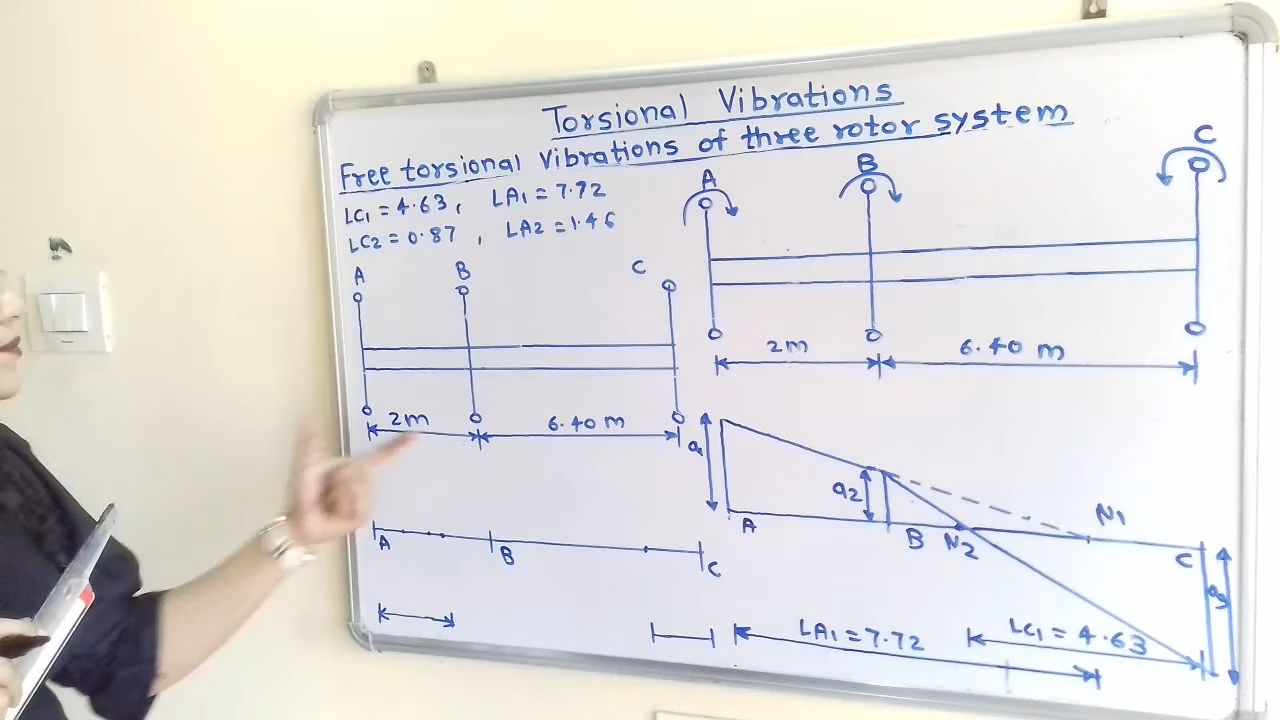 Torsional Vibrations
Free torsional vibrations of three rotor system
LC1 = 4.63, LA1 = 7.72
LC2 = 0.87, LA2 = 1.46
A B C
2m 6.40 m
A B C
A B C
2m 6.40 m
a1 a2 a3
A B N2 N1 C
LA1 = 7.72 LC1 = 4.63